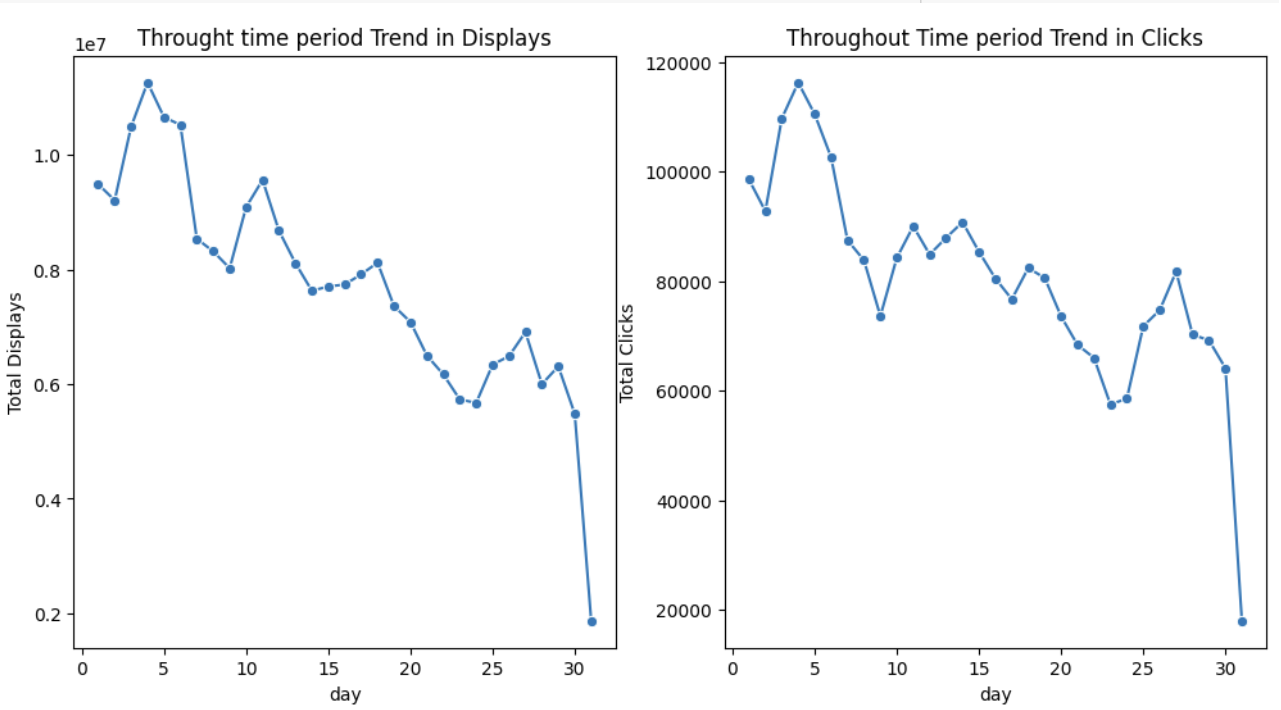 Throught time period Trend in Displays
1e7
Total Displays
1.0
0.8
0.6
0.4
0.2
0 5 10 15 20 25 30
day
Throughout Time period Trend in Clicks
Total Clicks
120000
100000
80000
60000
40000
20000
0 5 10 15 20 25 30
day